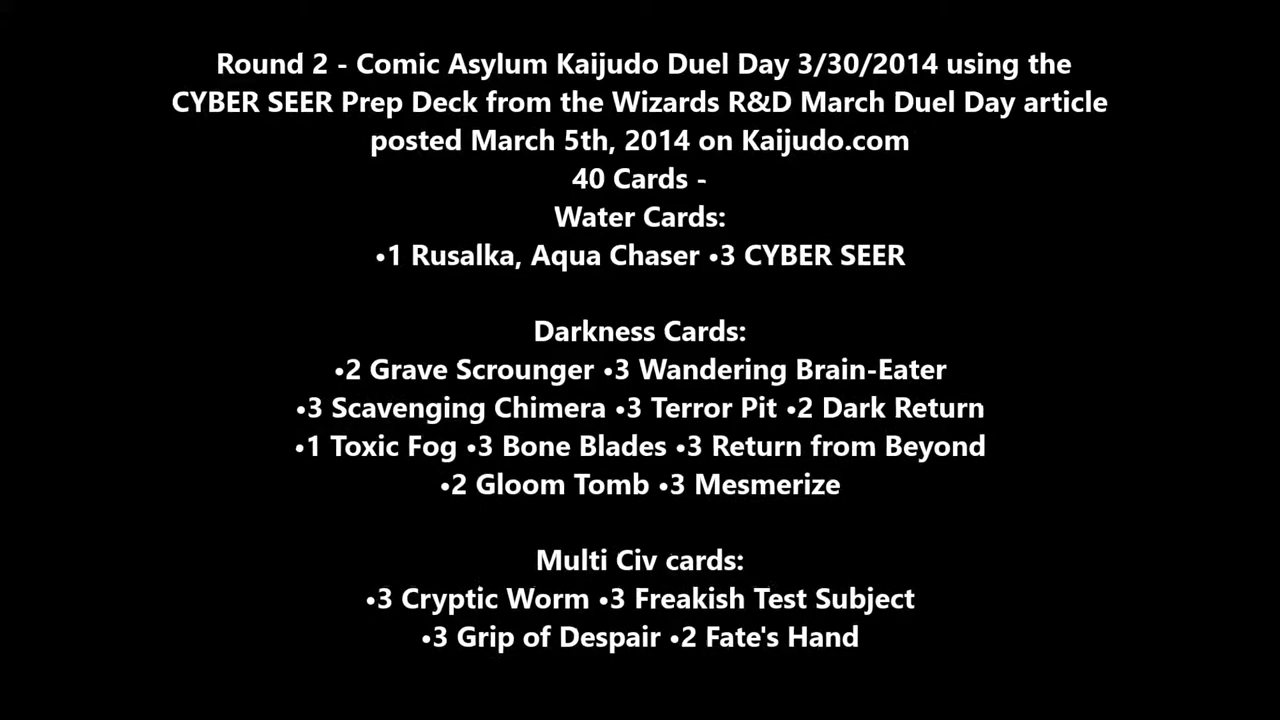 Round 2 - Comic Asylum Kaijudo Duel Day 3/30/2014 using the
CYBER SEER Prep Deck from the Wizards R&D March Duel Day article
posted March 5th, 2014 on Kaijudo.com
40 Cards -
Water Cards:
•1 Rusalka, Aqua Chaser •3 CYBER SEER
Darkness Cards:
•2 Grave Scrounger •3 Wandering Brain-Eater
•3 Scavenging Chimera •3 Terror Pit •2 Dark Return
•1 Toxic Fog •3 Bone Blades •3 Return from Beyond
•2 Gloom Tomb •3 Mesmerize
Multi Civ cards:
•3 Cryptic Worm •3 Freakish Test Subject
•3 Grip of Despair •2 Fate's Hand